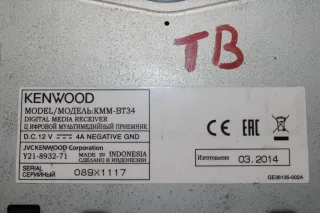 TB
KENWOOD
MODEL/МОДЕЛЬ: KMM-BT34
DIGITAL MEDIA RECEIVER
ЦИФРОВОЙ МУЛЬТИМЕДИЙНЫЙ ПРИЕМНИК
D.C.12 V 4A NEGATIVE GND
JVCKENWOOD Corporation
Y21-8932-71 MADE IN INDONESIA
СДЕЛАНО В ИНДОНЕЗИИ
SERIAL
СЕРИЙНЫЙ 089X1117
CE EAC
Изготовлено 03.2014
GE36135-002A